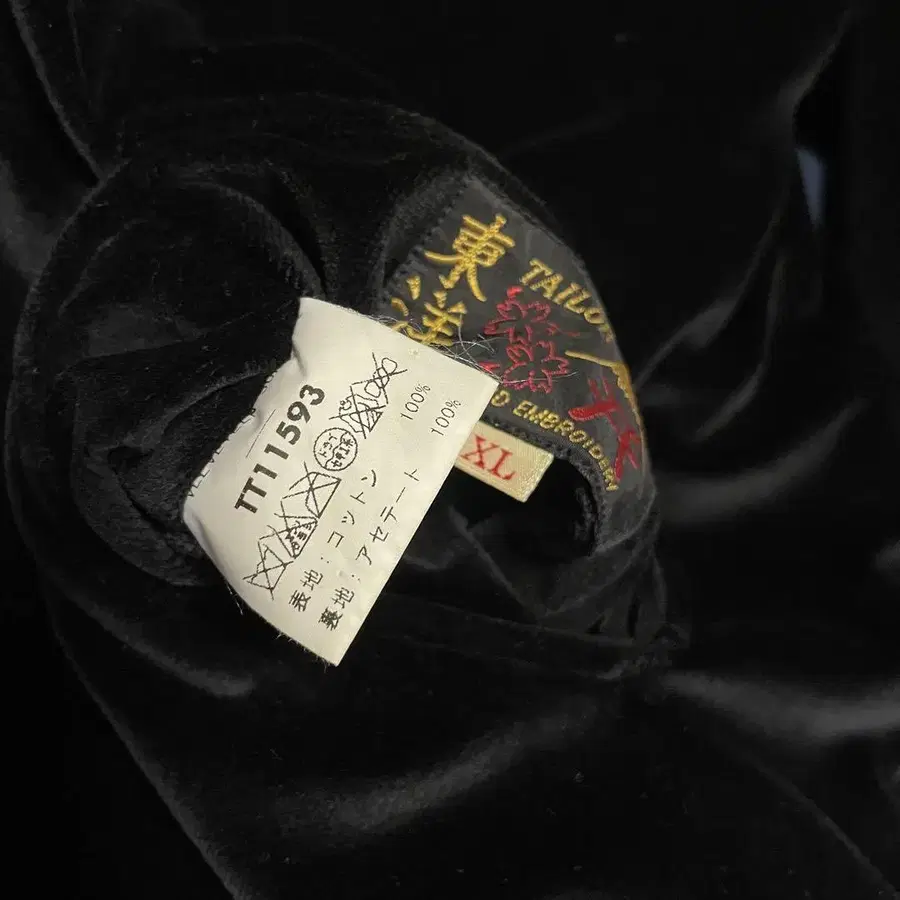 東洋
TAILOR
EMBROIDERY
XL
TT11593
表地：コットン 100%
裏地：アセテート 100%